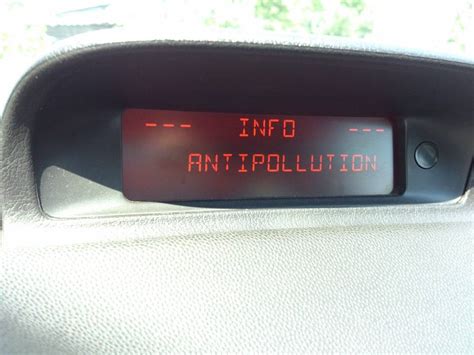 --- INFO ---
ANTIPOLLUTION